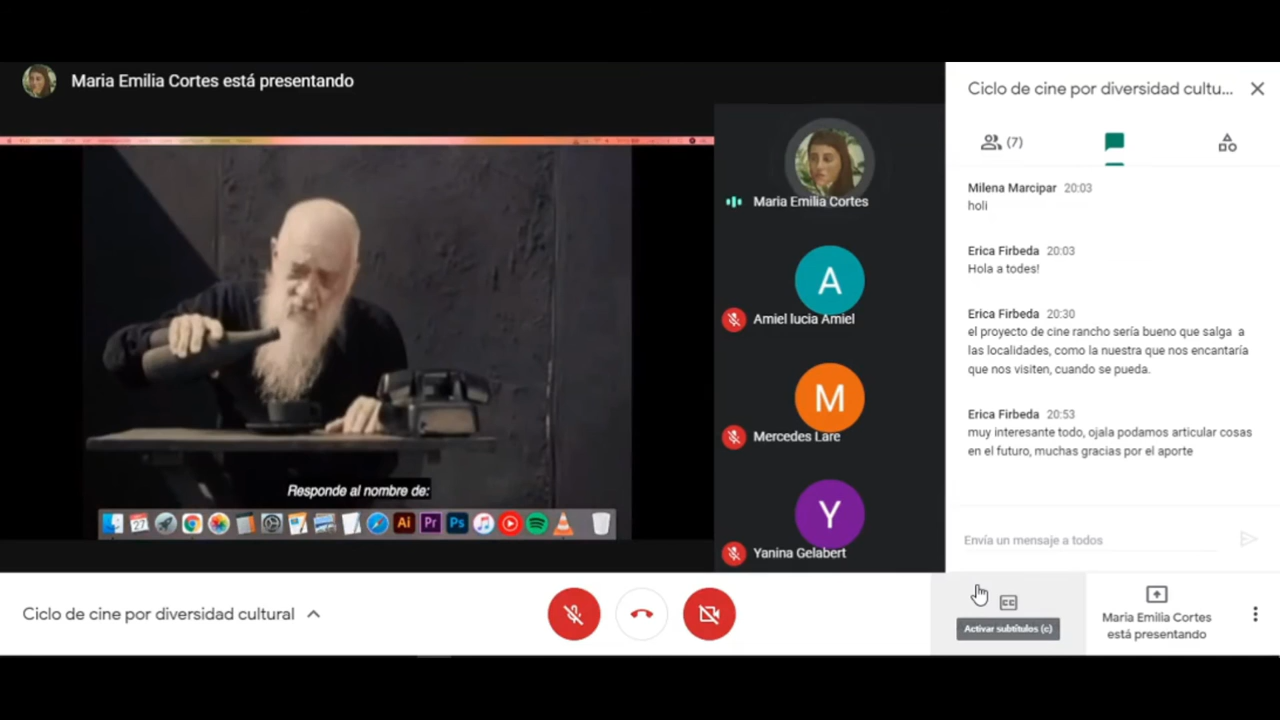 Maria Emilia Cortes está presentando
Ciclo de cine por diversidad cultu...
(7)
Milena Marcipar 20:03
holi
Maria Emilia Cortes
Erica Firbeda 20:03
Hola a todes!
A
Amiel lucia Amiel
Erica Firbeda 20:30
el proyecto de cine rancho sería bueno que salga a
las localidades, como la nuestra que nos encantaría
que nos visiten, cuando se pueda.
M
Mercedes Lare
Erica Firbeda 20:53
muy interesante todo, ojala podamos articular cosas
en el futuro, muchas gracias por el aporte
Responde al nombre de:
27
Ai
Pr
Ps
Y
Yanina Gelabert
Envía un mensaje a todos
Ciclo de cine por diversidad cultural
CC
Activar subtítulos (c)
Maria Emilia Cortes
está presentando